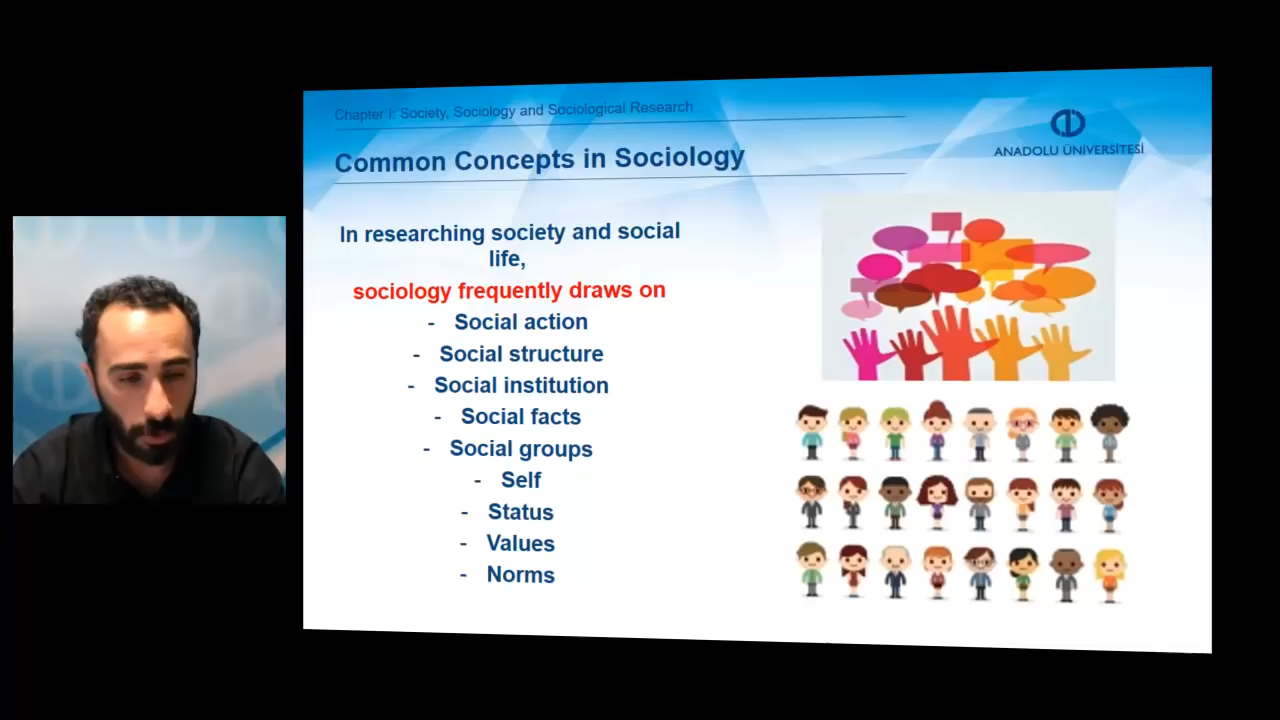 Chapter I: Society, Sociology and Sociological Research
ANADOLU ÜNİVERSİTESİ
Common Concepts in Sociology
In researching society and social
life,
sociology frequently draws on
- Social action
- Social structure
- Social institution
- Social facts
- Social groups
- Self
- Status
- Values
- Norms